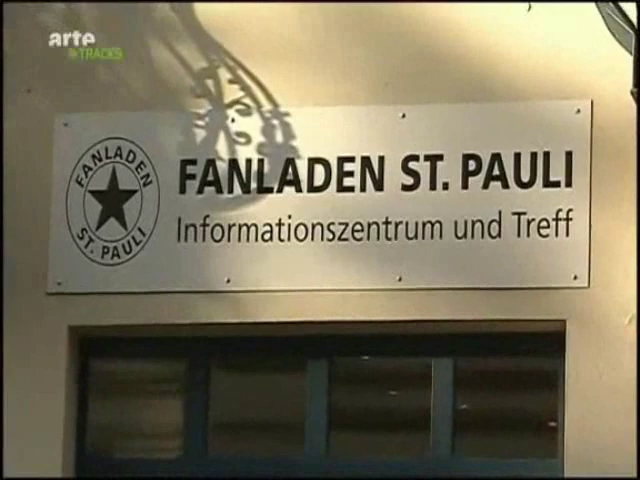 arte
TRACKS
FANLADEN
ST. PAULI
FANLADEN ST. PAULI
Informationszentrum und Treff